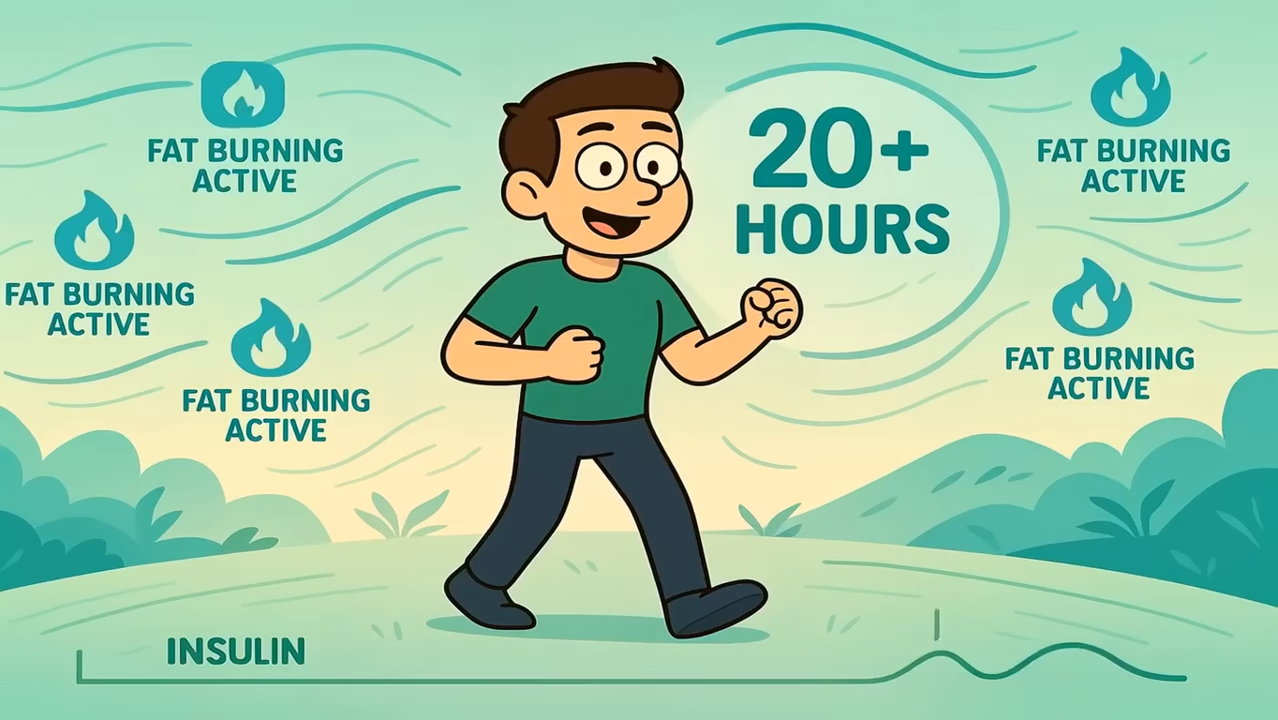 FAT BURNING
ACTIVE
20+
HOURS
FAT BURNING
ACTIVE
FAT BURNING
ACTIVE
FAT BURNING
ACTIVE
FAT BURNING
ACTIVE
INSULIN